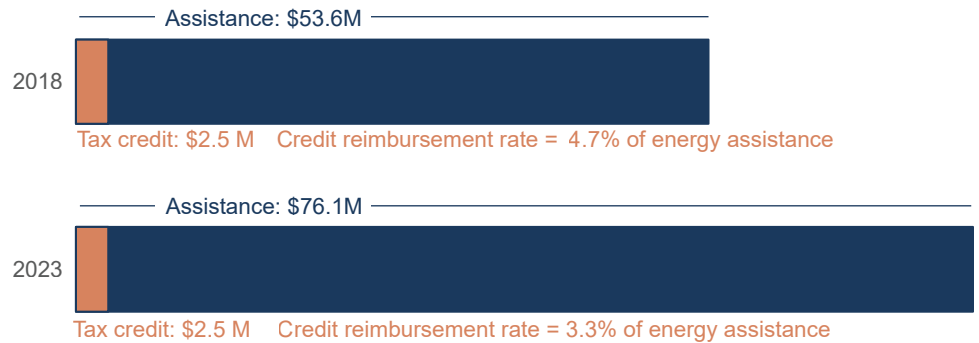 Assistance: $53.6M
2018
Tax credit: $2.5 M Credit reimbursement rate = 4.7% of energy assistance
Assistance: $76.1M
2023
Tax credit: $2.5 M Credit reimbursement rate = 3.3% of energy assistance